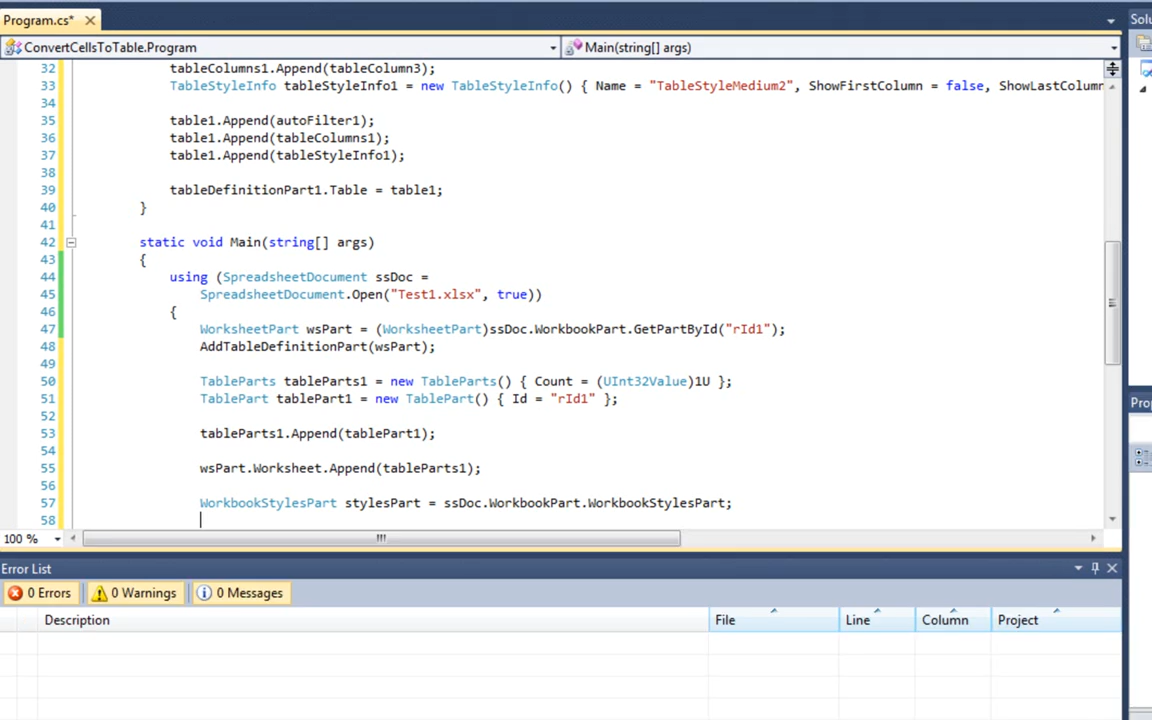 Program.cs*
Solu
ConvertCellsToTable.Program
Main(string[] args)
32 tableColumns1.Append(tableColumn3);
33 TableStyleInfo tableStyleInfo1 = new TableStyleInfo() { Name = "TableStyleMedium2", ShowFirstColumn = false, ShowLastColumn
34
35 table1.Append(autoFilter1);
36 table1.Append(tableColumns1);
37 table1.Append(tableStyleInfo1);
38
39 tableDefinitionPart1.Table = table1;
40 }
41
42 static void Main(string[] args)
43 {
44 using (SpreadsheetDocument ssDoc =
45 SpreadsheetDocument.Open("Test1.xlsx", true))
46 {
47 WorksheetPart wsPart = (WorksheetPart)ssDoc.WorkbookPart.GetPartById("rId1");
48 AddTableDefinitionPart(wsPart);
49
50 TableParts tableParts1 = new TableParts() { Count = (UInt32Value)1U };
51 TablePart tablePart1 = new TablePart() { Id = "rId1" };
52
53 tableParts1.Append(tablePart1);
54
55 wsPart.Worksheet.Append(tableParts1);
56
57 WorkbookStylesPart stylesPart = ssDoc.WorkbookPart.WorkbookStylesPart;
58
Prop
100 %
Error List
0 Errors
0 Warnings
0 Messages
Description
File
Line
Column
Project